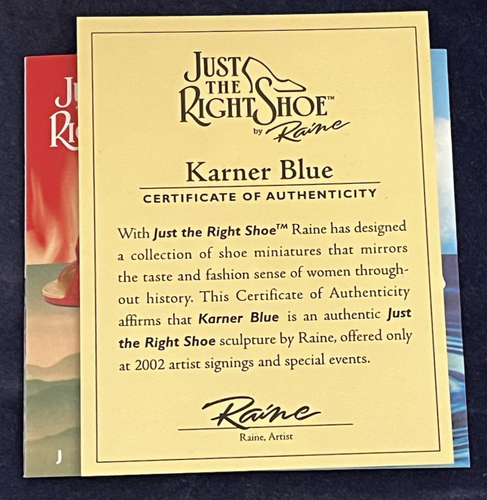 JUST
THE
RIGHT SHOE™
by Raine
Karner Blue
CERTIFICATE OF AUTHENTICITY
With Just the Right Shoe™ Raine has designed
a collection of shoe miniatures that mirrors
the taste and fashion sense of women through-
out history. This Certificate of Authenticity
affirms that Karner Blue is an authentic Just
the Right Shoe sculpture by Raine, offered only
at 2002 artist signings and special events.
Raine
Raine, Artist
J